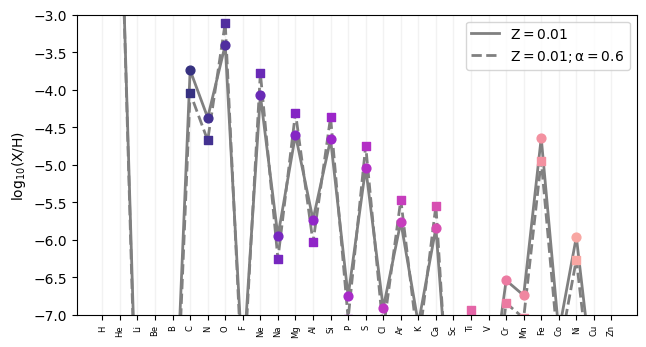 −3.0
−3.5
−4.0
−4.5
−5.0
−5.5
−6.0
−6.5
−7.0
log₁₀(X/H)
Z = 0.01
Z = 0.01; α = 0.6
H He Li Be B C N O F Ne Na Mg Al Si P S Cl Ar K Ca Sc Ti V Cr Mn Fe Co Ni Cu Zn